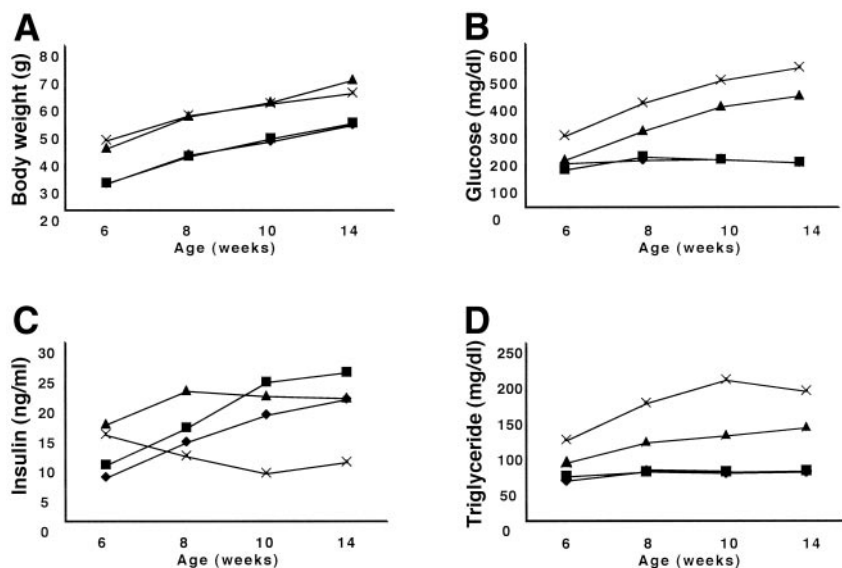 A
Body weight (g)
80
70
60
50
40
30
20
6 8 10 14
Age (weeks)
B
Glucose (mg/dl)
600
500
400
300
200
100
0
6 8 10 14
Age (weeks)
C
Insulin (ng/ml)
30
25
20
15
10
5
0
6 8 10 14
Age (weeks)
D
Triglyceride (mg/dl)
250
200
150
100
50
0
6 8 10 14
Age (weeks)